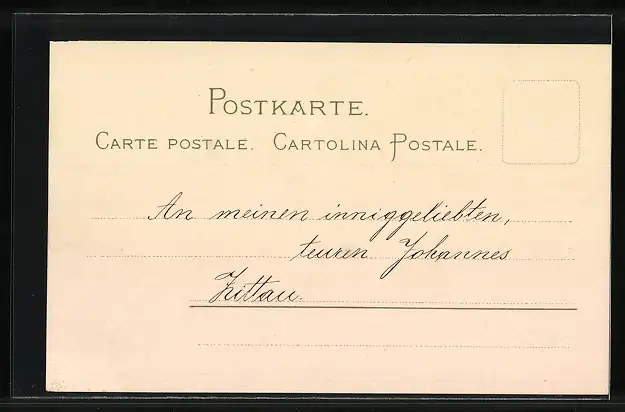 POSTKARTE.
CARTE POSTALE. CARTOLINA POSTALE.
An meinen inniggeliebten,
teuren Johannes
Zittau.